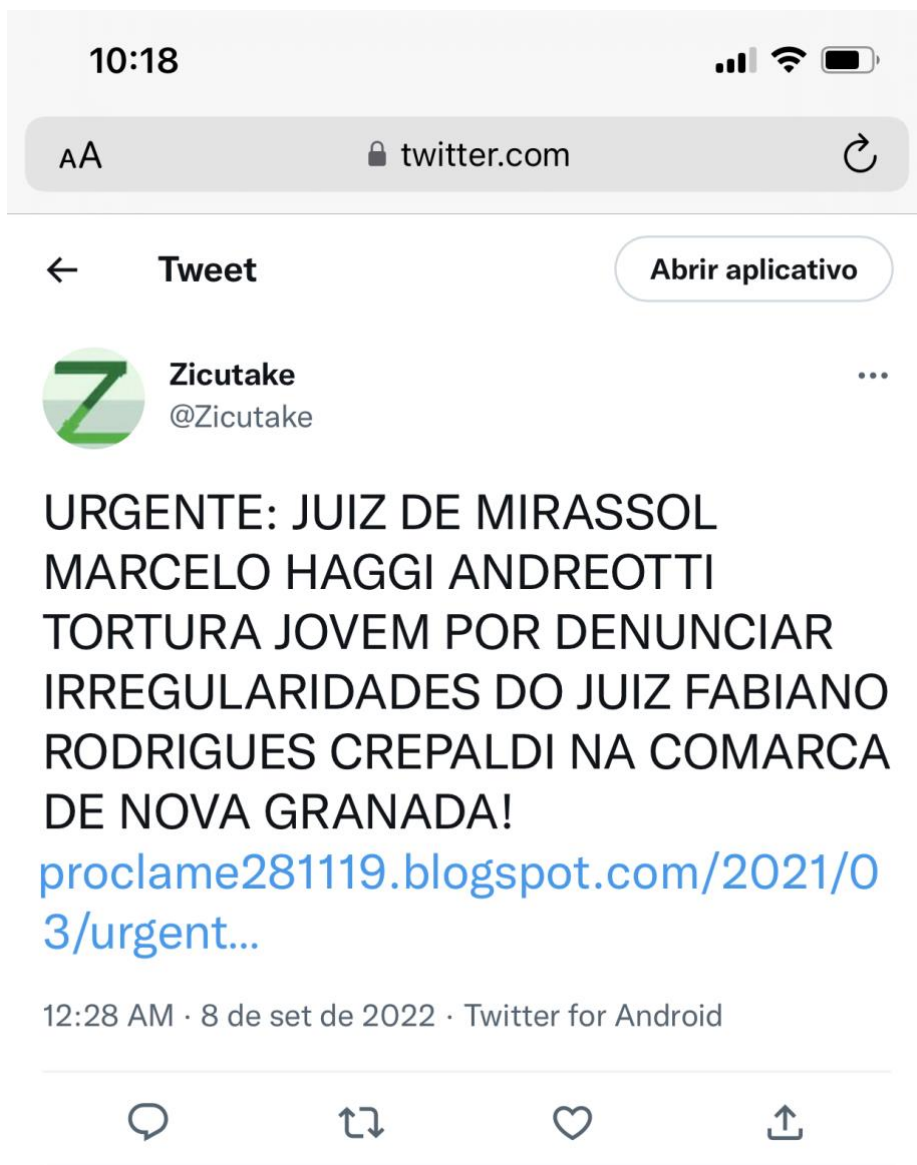 10:18
AA
twitter.com
Tweet
Abrir aplicativo
Zicutake
@Zicutake
URGENTE: JUIZ DE MIRASSOL
MARCELO HAGGI ANDREOTTI
TORTURA JOVEM POR DENUNCIAR
IRREGULARIDADES DO JUIZ FABIANO
RODRIGUES CREPALDI NA COMARCA
DE NOVA GRANADA!
proclame281119.blogspot.com/2021/0
3/urgent...
12:28 AM · 8 de set de 2022 · Twitter for Android